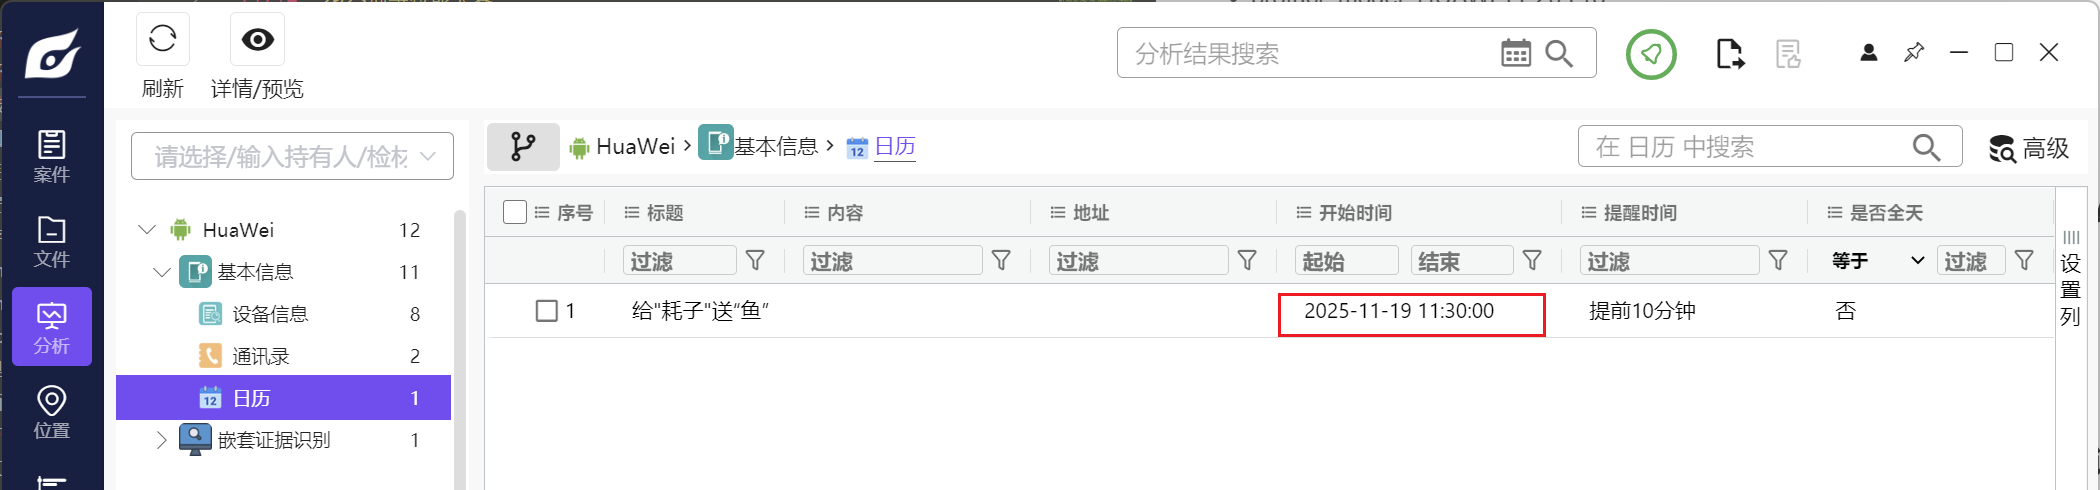 刷新
详情/预览
分析结果搜索
案件
文件
分析
位置
请选择/输入持有人/检材
HuaWei 12
基本信息 11
设备信息 8
通讯录 2
12 日历 1
嵌套证据识别 1
HuaWei › 基本信息 › 12 日历
在 日历 中搜索
高级
序号 标题 内容 地址 开始时间 提醒时间 是否全天
过滤 过滤 过滤 起始 结束 过滤 等于 过滤
1 给"耗子"送“鱼” 2025-11-19 11:30:00 提前10分钟 否
设置列